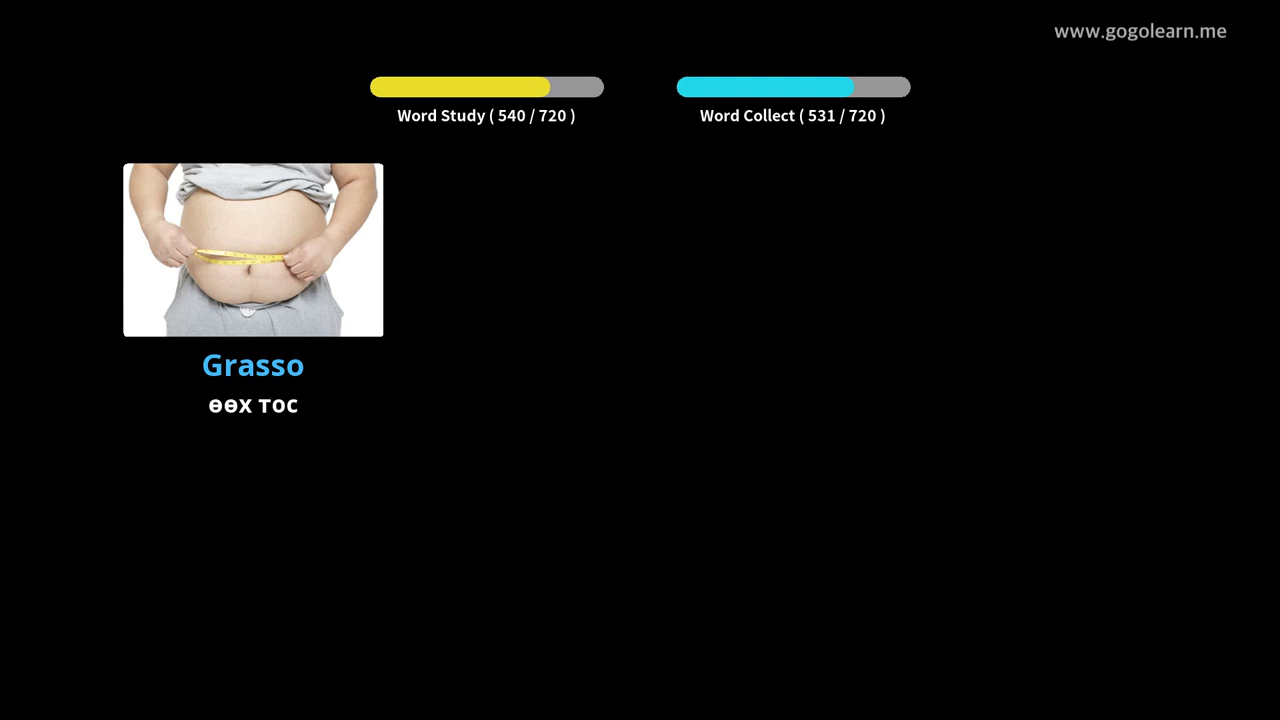 www.gogolearn.me
Word Study ( 540 / 720 )
Word Collect ( 531 / 720 )
Grasso
өөх тос